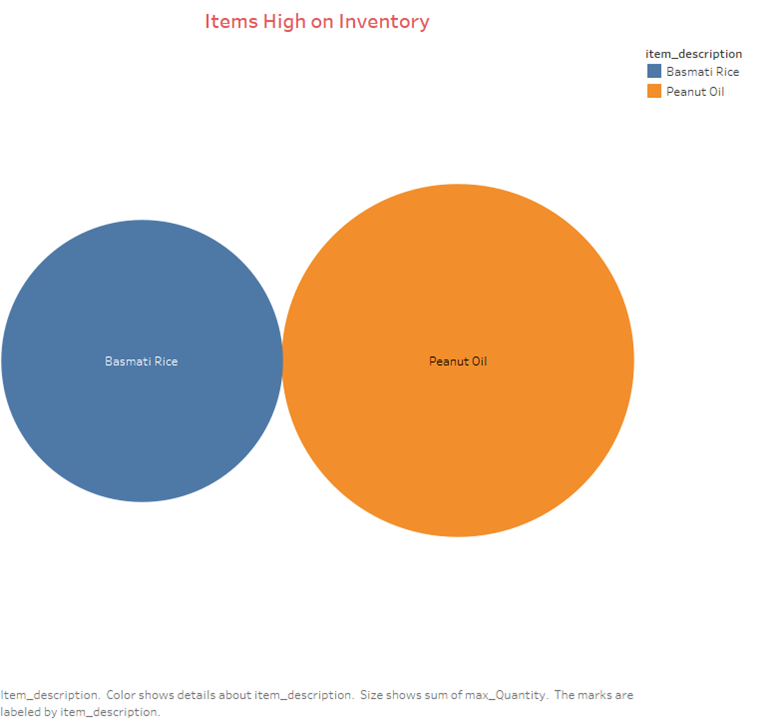 Items High on Inventory
item_description
Basmati Rice
Peanut Oil
Basmati Rice
Peanut Oil
Item_description. Color shows details about item_description. Size shows sum of max_Quantity. The marks are
labeled by item_description.